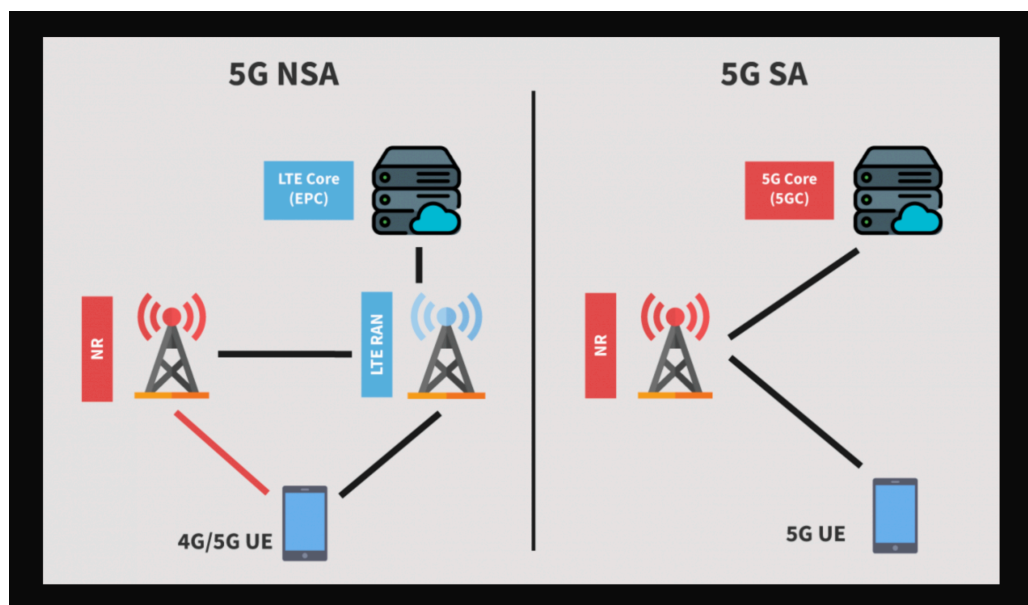 5G NSA
LTE Core
(EPC)
NR
LTE RAN
4G/5G UE
5G SA
5G Core
(5GC)
NR
5G UE